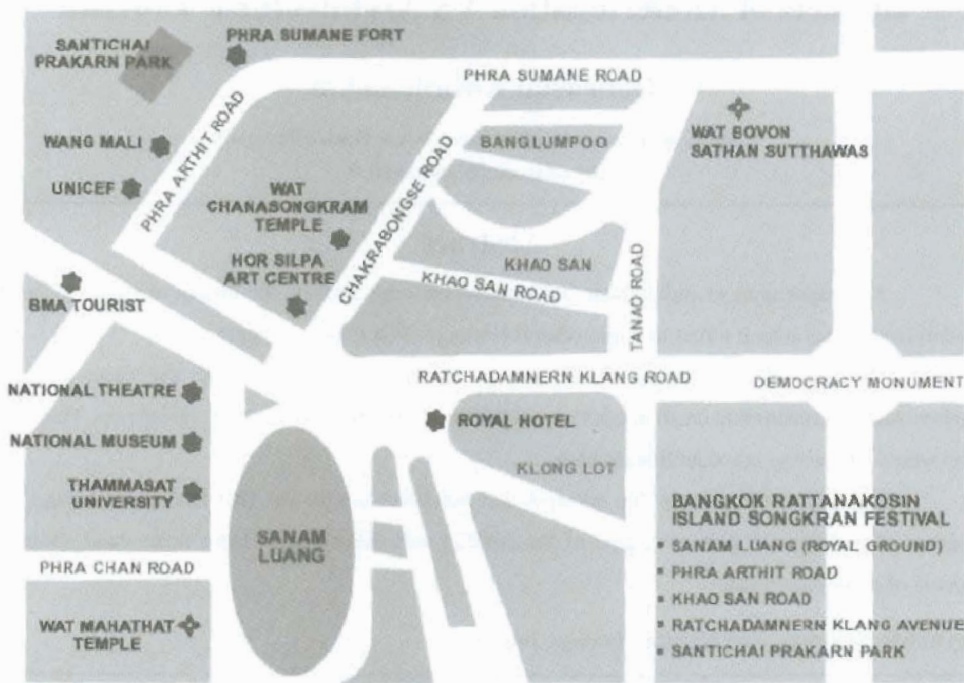 SANTICHAI
PRAKARN PARK
PHRA SUMANE FORT
PHRA SUMANE ROAD
WANG MALI
UNICEF
PHRA ARTHIT ROAD
WAT
CHANASONGKRAM
TEMPLE
HOR SILPA
ART CENTRE
CHAKRABONGSE ROAD
BANGLUMPOO
KHAO SAN
KHAO SAN ROAD
TANAO ROAD
WAT BOVON
SATHAN SUTTHAWAS
BMA TOURIST
RATCHADAMNERN KLANG ROAD
DEMOCRACY MONUMENT
NATIONAL THEATRE
NATIONAL MUSEUM
THAMMASAT
UNIVERSITY
ROYAL HOTEL
KLONG LOT
SANAM
LUANG
PHRA CHAN ROAD
WAT MAHATHAT
TEMPLE
BANGKOK RATTANAKOSIN
ISLAND SONGKRAN FESTIVAL
▪ SANAM LUANG (ROYAL GROUND)
▪ PHRA ARTHIT ROAD
▪ KHAO SAN ROAD
▪ RATCHADAMNERN KLANG AVENUE
▪ SANTICHAI PRAKARN PARK